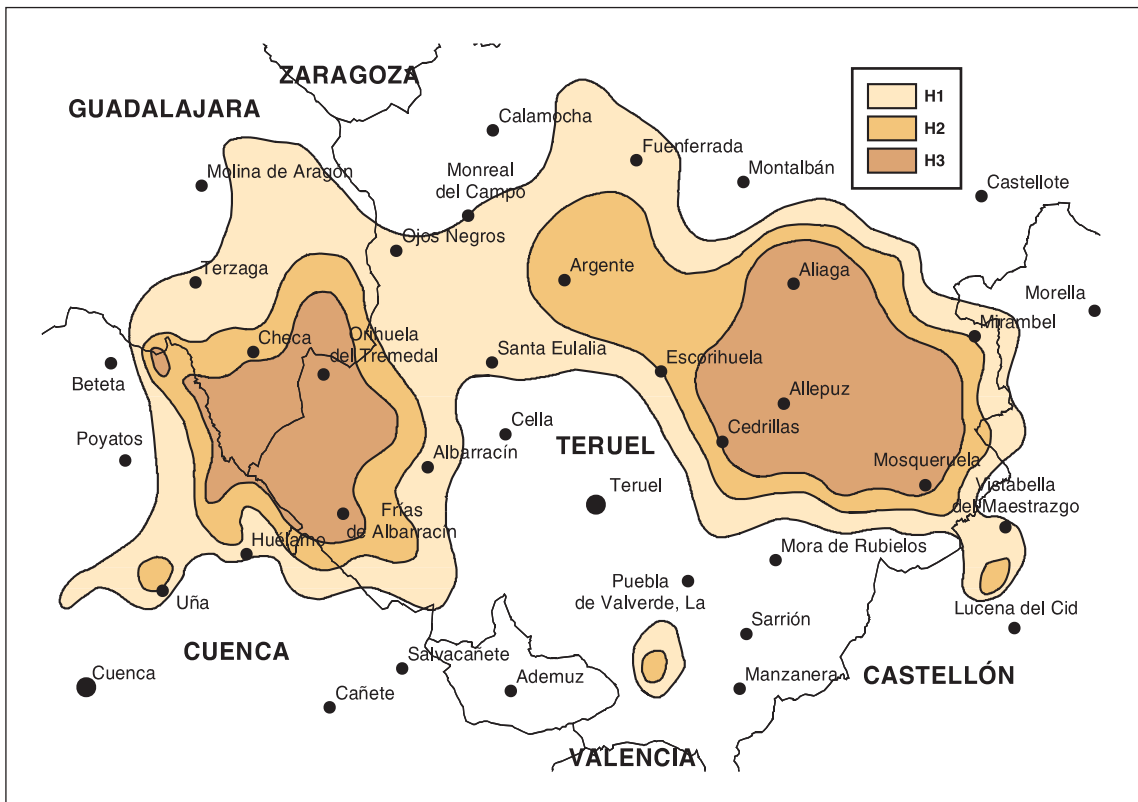 ZARAGOZA
GUADALAJARA
H1
H2
H3
Calamocha
Fuenferrada
Montalbán
Molina de Aragón
Monreal
del Campo
Castellote
Ojos Negros
Terzaga
Argente
Aliaga
Morella
Mirambel
Checa
Orihuela
del Tremedal
Santa Eulalia
Escorihuela
Beteta
Allepuz
Poyatos
Cella
TERUEL
Cedrillas
Albarracín
Mosqueruela
Teruel
Vistabella
del Maestrazgo
Frías
de Albarracín
Huélamo
Mora de Rubielos
Puebla
de Valverde, La
Uña
Lucena del Cid
Sarrión
CUENCA
Salvacañete
Cuenca
Ademuz
Manzanera
CASTELLÓN
Cañete
VALENCIA